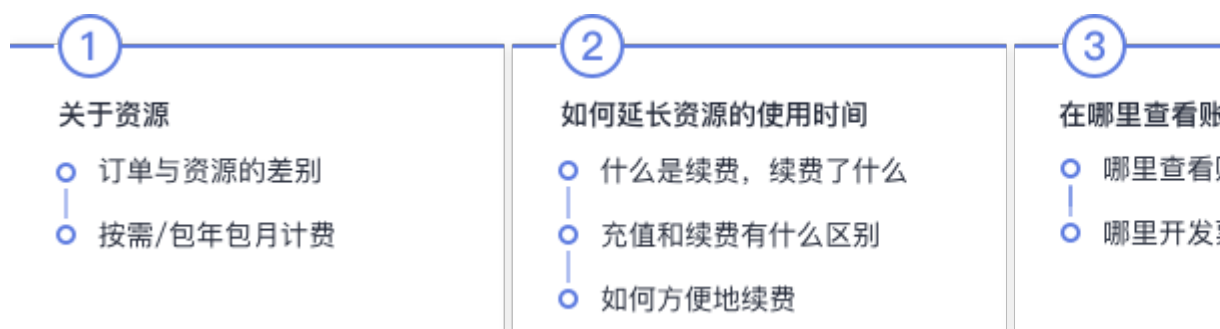 1
关于资源
订单与资源的差别
按需/包年包月计费
2
如何延长资源的使用时间
什么是续费，续费了什么
充值和续费有什么区别
如何方便地续费
3
在哪里查看账
哪里查看
哪里开发